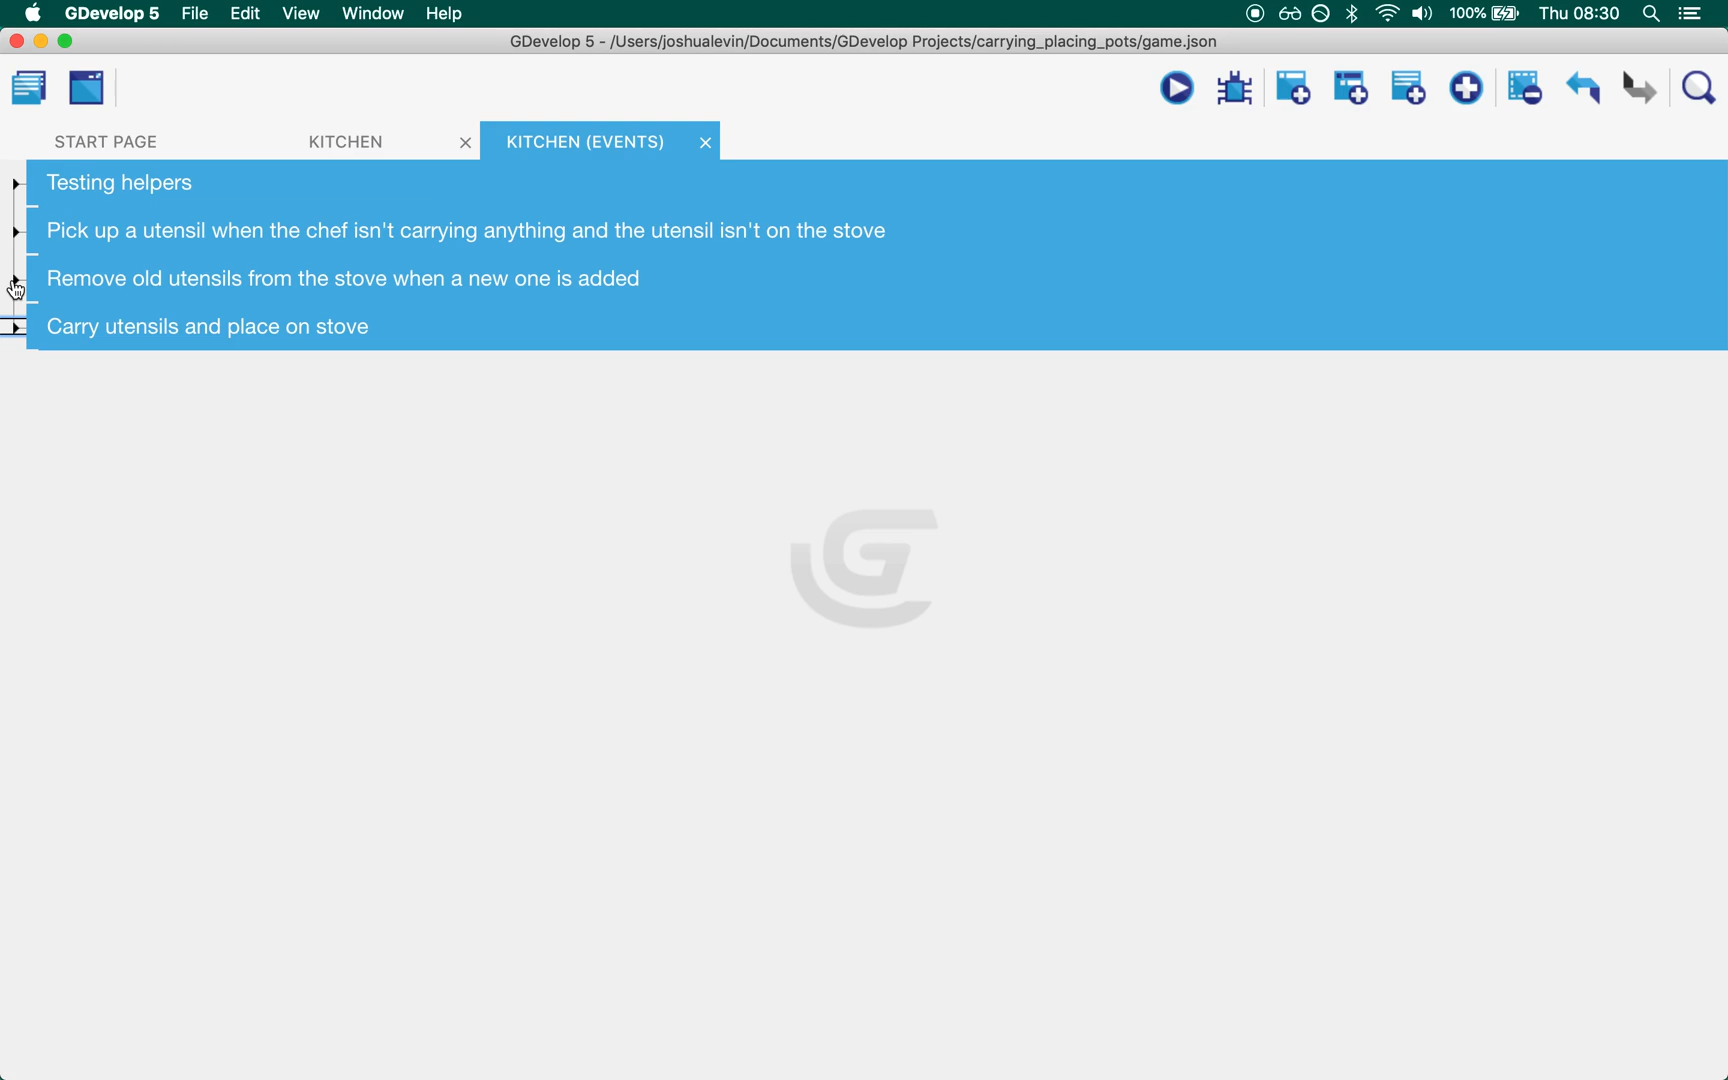 GDevelop 5 File Edit View Window Help 100% Thu 08:30
GDevelop 5 - /Users/joshualevin/Documents/GDevelop Projects/carrying_placing_pots/game.json
START PAGE KITCHEN KITCHEN (EVENTS)
Testing helpers
Pick up a utensil when the chef isn't carrying anything and the utensil isn't on the stove
Remove old utensils from the stove when a new one is added
Carry utensils and place on stove